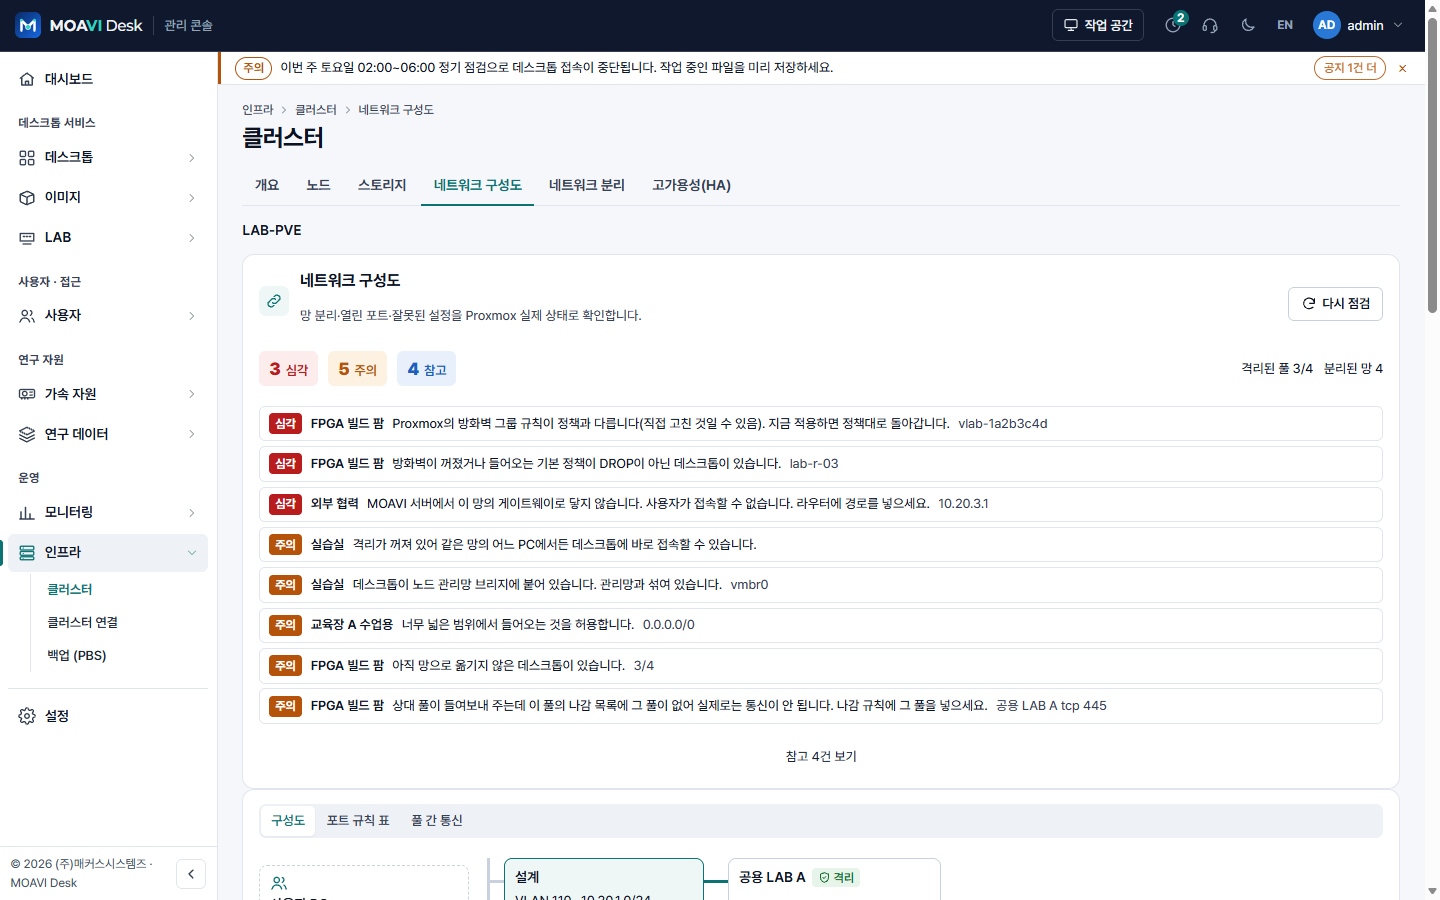 MOAVI Desk 관리 콘솔
작업 공간
2
EN
AD admin
주의 이번 주 토요일 02:00~06:00 정기 점검으로 데스크톱 접속이 중단됩니다. 작업 중인 파일을 미리 저장하세요.
공지 1건 더 ×
대시보드
데스크톱 서비스
데스크톱
이미지
LAB
사용자 · 접근
사용자
연구 자원
가속 자원
연구 데이터
운영
모니터링
인프라
클러스터
클러스터 연결
백업 (PBS)
설정
© 2026 (주)매커스시스템즈 ·
MOAVI Desk
인프라 > 클러스터 > 네트워크 구성도
클러스터
개요 노드 스토리지 네트워크 구성도 네트워크 분리 고가용성(HA)
LAB-PVE
네트워크 구성도
망 분리·열린 포트·잘못된 설정을 Proxmox 실제 상태로 확인합니다.
다시 점검
3 심각 5 주의 4 참고
격리된 풀 3/4 분리된 망 4
심각 FPGA 빌드 팜 Proxmox의 방화벽 그룹 규칙이 정책과 다릅니다(직접 고친 것일 수 있음). 지금 적용하면 정책대로 돌아갑니다. vlab-1a2b3c4d
심각 FPGA 빌드 팜 방화벽이 꺼졌거나 들어오는 기본 정책이 DROP이 아닌 데스크톱이 있습니다. lab-r-03
심각 외부 협력 MOAVI 서버에서 이 망의 게이트웨이로 닿지 않습니다. 사용자가 접속할 수 없습니다. 라우터에 경로를 넣으세요. 10.20.3.1
주의 실습실 격리가 꺼져 있어 같은 망의 어느 PC에서든 데스크톱에 바로 접속할 수 있습니다.
주의 실습실 데스크톱이 노드 관리망 브리지에 붙어 있습니다. 관리망과 섞여 있습니다. vmbr0
주의 교육장 A 수업용 너무 넓은 범위에서 들어오는 것을 허용합니다. 0.0.0.0/0
주의 FPGA 빌드 팜 아직 망으로 옮기지 않은 데스크톱이 있습니다. 3/4
주의 FPGA 빌드 팜 상대 풀이 들여보내 주는데 이 풀의 나감 목록에 그 풀이 없어 실제로는 통신이 안 됩니다. 나감 규칙에 그 풀을 넣으세요. 공용 LAB A tcp 445
참고 4건 보기
구성도 포트 규칙 표 풀 간 통신
설계
공용 LAB A 격리